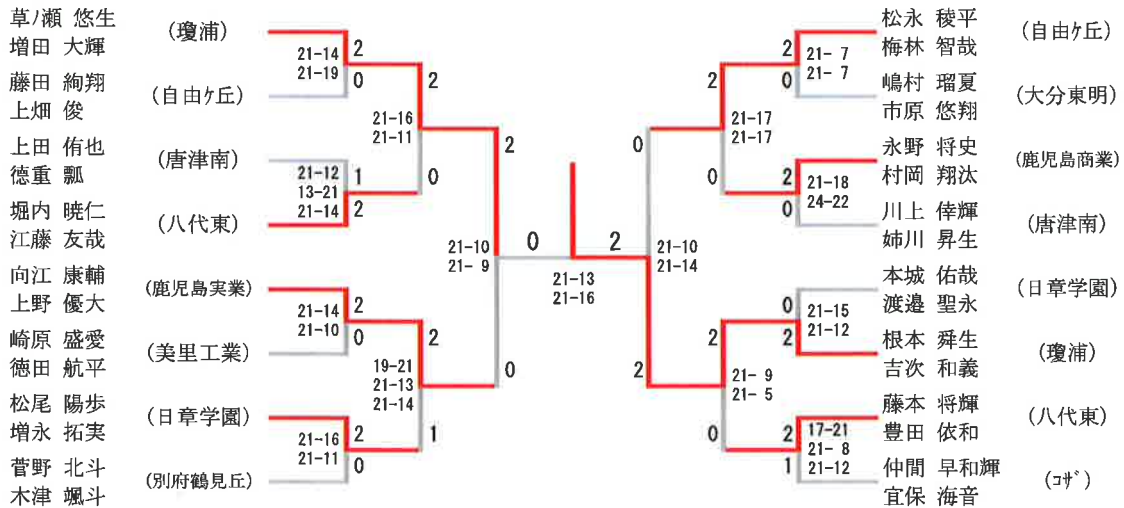 草ﾉ瀬 悠生
増田 大輝
(瓊浦)
藤田 絢翔
上畑 俊
(自由ｹ丘)
上田 侑也
德重 瓢
(唐津南)
堀内 暁仁
江藤 友哉
(八代東)
向江 康輔
上野 優大
(鹿児島実業)
崎原 盛愛
徳田 航平
(美里工業)
松尾 陽歩
増永 拓実
(日章学園)
菅野 北斗
木津 颯斗
(別府鶴見丘)
21-14
21-19
2
0
21-12
13-21
21-14
1
2
21-14
21-10
2
0
21-16
21-11
2
0
2
21-16
21-11
0
2
19-21
21-13
21-14
1
2
21-10
21- 9
0
0
2
21-13
21-16
0
21-10
21-14
2
2
21-17
21-17
0
2
21- 9
21- 5
0
2
21- 7
21- 7
0
2
21-18
24-22
0
0
21-15
21-12
2
2
17-21
21- 8
21-12
1
松永 稜平
梅林 智哉
(自由ケ丘)
嶋村 瑠夏
市原 悠翔
(大分東明)
永野 将史
村岡 翔汰
(鹿児島商業)
川上 倖輝
姉川 昇生
(唐津南)
本城 佑哉
渡邉 聖永
(日章学園)
根本 舜生
吉次 和義
(瓊浦)
藤本 将輝
豊田 依和
(八代東)
仲間 早和輝
宜保 海音
(ｺｻﾞ)